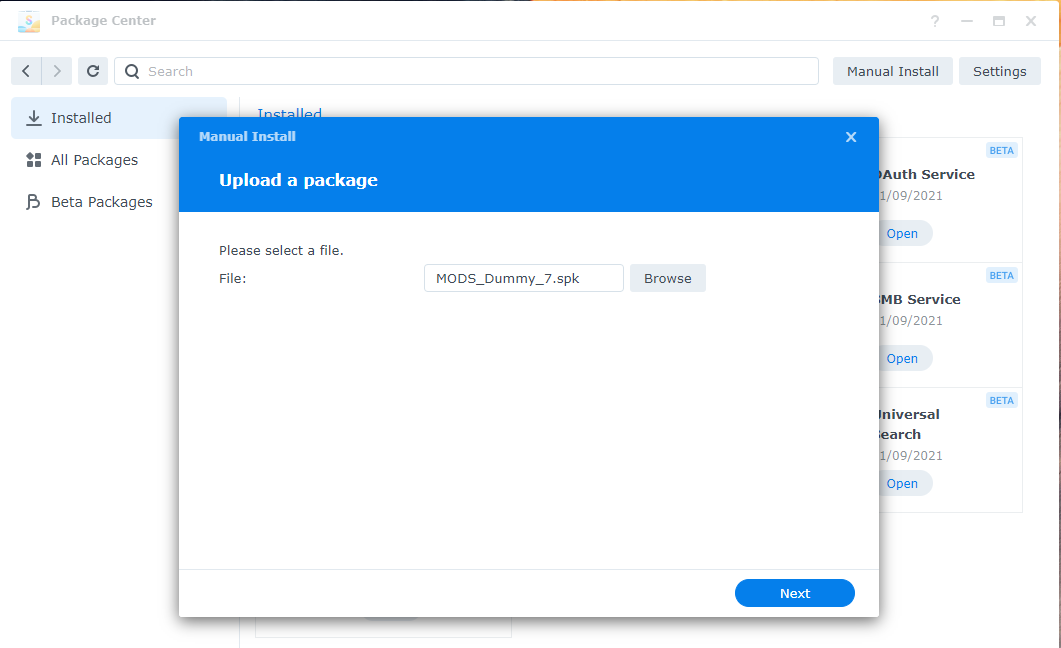 Package Center
Search
Manual Install
Settings
Installed
All Packages
Beta Packages
Installed
Manual Install
Upload a package
Please select a file.
File:
MODS_Dummy_7.spk
Browse
Next
BETA
Auth Service
1/09/2021
Open
BETA
MB Service
1/09/2021
Open
BETA
Universal
Search
1/09/2021
Open